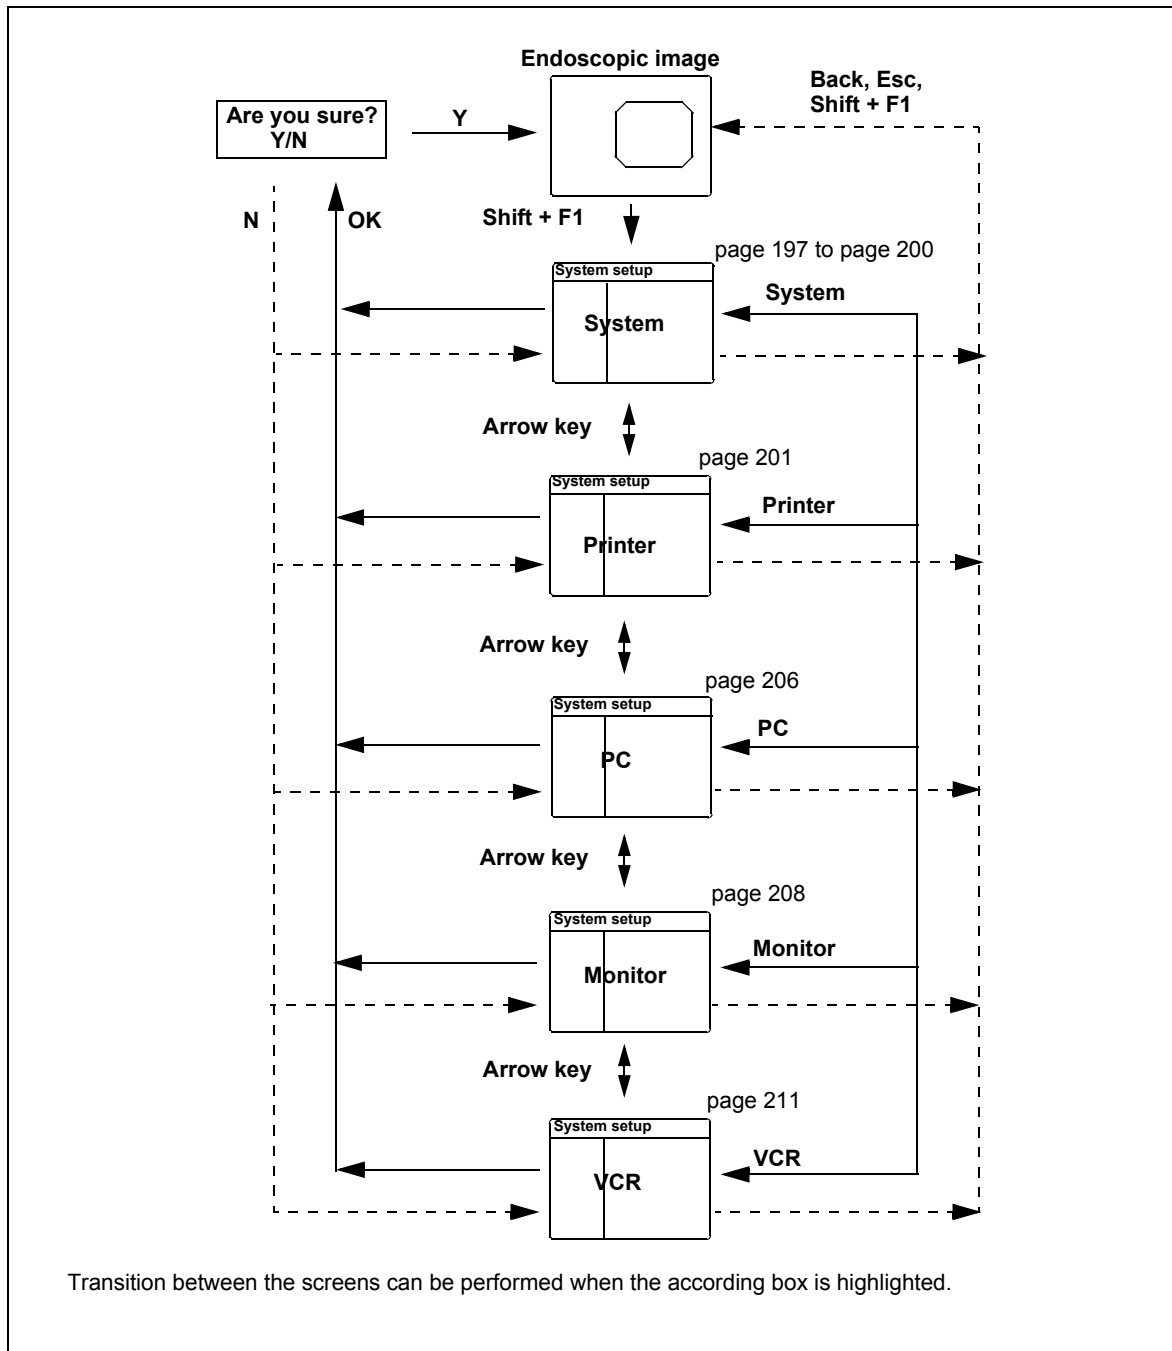 Endoscopic image
Back, Esc,
Shift + F1
Are you sure?
Y/N
Y
N
OK
Shift + F1
page 197 to page 200
System setup
System
System
Arrow key
page 201
System setup
Printer
Printer
Arrow key
page 206
System setup
PC
PC
Arrow key
page 208
System setup
Monitor
Monitor
Arrow key
page 211
System setup
VCR
VCR
Transition between the screens can be performed when the according box is highlighted.